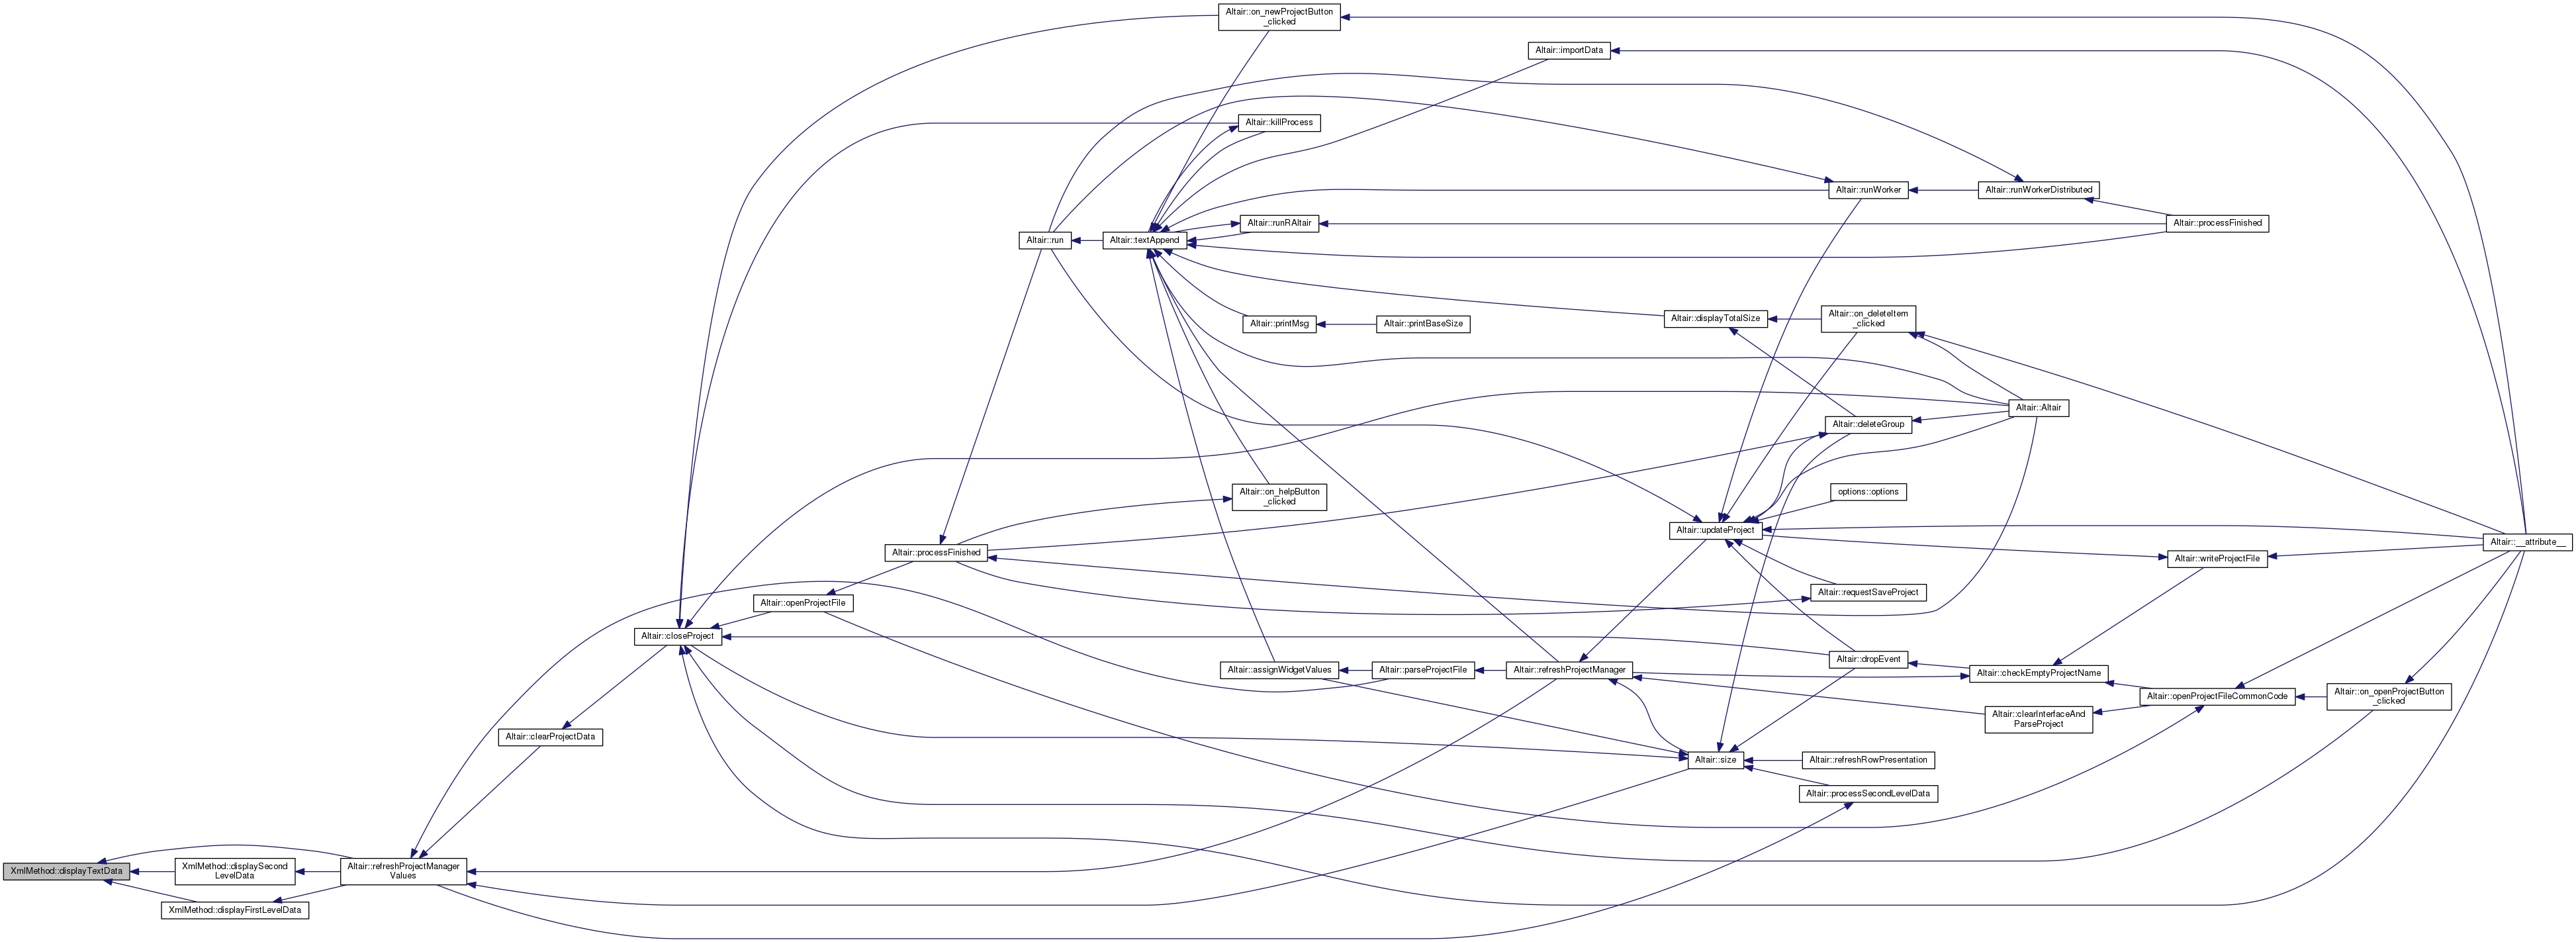 Altair::on_newProjectButton
_clicked
Altair::importData
Altair::killProcess
Altair::runWorker
Altair::runWorkerDistributed
Altair::runRAltair
Altair::processFinished
Altair::run
Altair::textAppend
Altair::printMsg
Altair::printBaseSize
Altair::displayTotalSize
Altair::on_deleteItem
_clicked
Altair::Altair
Altair::deleteGroup
Altair::on_helpButton
_clicked
options::options
Altair::updateProject
Altair::__attribute__
Altair::processFinished
Altair::writeProjectFile
Altair::openProjectFile
Altair::requestSaveProject
Altair::closeProject
Altair::assignWidgetValues
Altair::parseProjectFile
Altair::refreshProjectManager
Altair::dropEvent
Altair::checkEmptyProjectName
Altair::openProjectFileCommonCode
Altair::on_openProjectButton
_clicked
Altair::clearInterfaceAnd
ParseProject
Altair::clearProjectData
Altair::size
Altair::refreshRowPresentation
Altair::processSecondLevelData
XmlMethod::displayTextData
XmlMethod::displaySecond
LevelData
Altair::refreshProjectManager
Values
XmlMethod::displayFirstLevelData